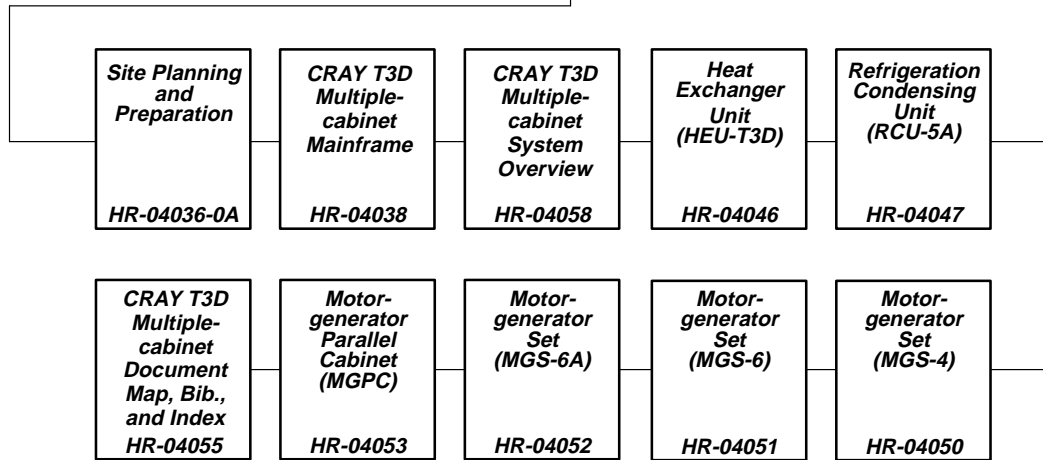 Site Planning
and
Preparation
HR-04036-0A
CRAY T3D
Multiple-
cabinet
Mainframe
HR-04038
CRAY T3D
Multiple-
cabinet
System
Overview
HR-04058
Heat
Exchanger
Unit
(HEU-T3D)
HR-04046
Refrigeration
Condensing
Unit
(RCU-5A)
HR-04047
CRAY T3D
Multiple-
cabinet
Document
Map, Bib.,
and Index
HR-04055
Motor-
generator
Parallel
Cabinet
(MGPC)
HR-04053
Motor-
generator
Set
(MGS-6A)
HR-04052
Motor-
generator
Set
(MGS-6)
HR-04051
Motor-
generator
Set
(MGS-4)
HR-04050